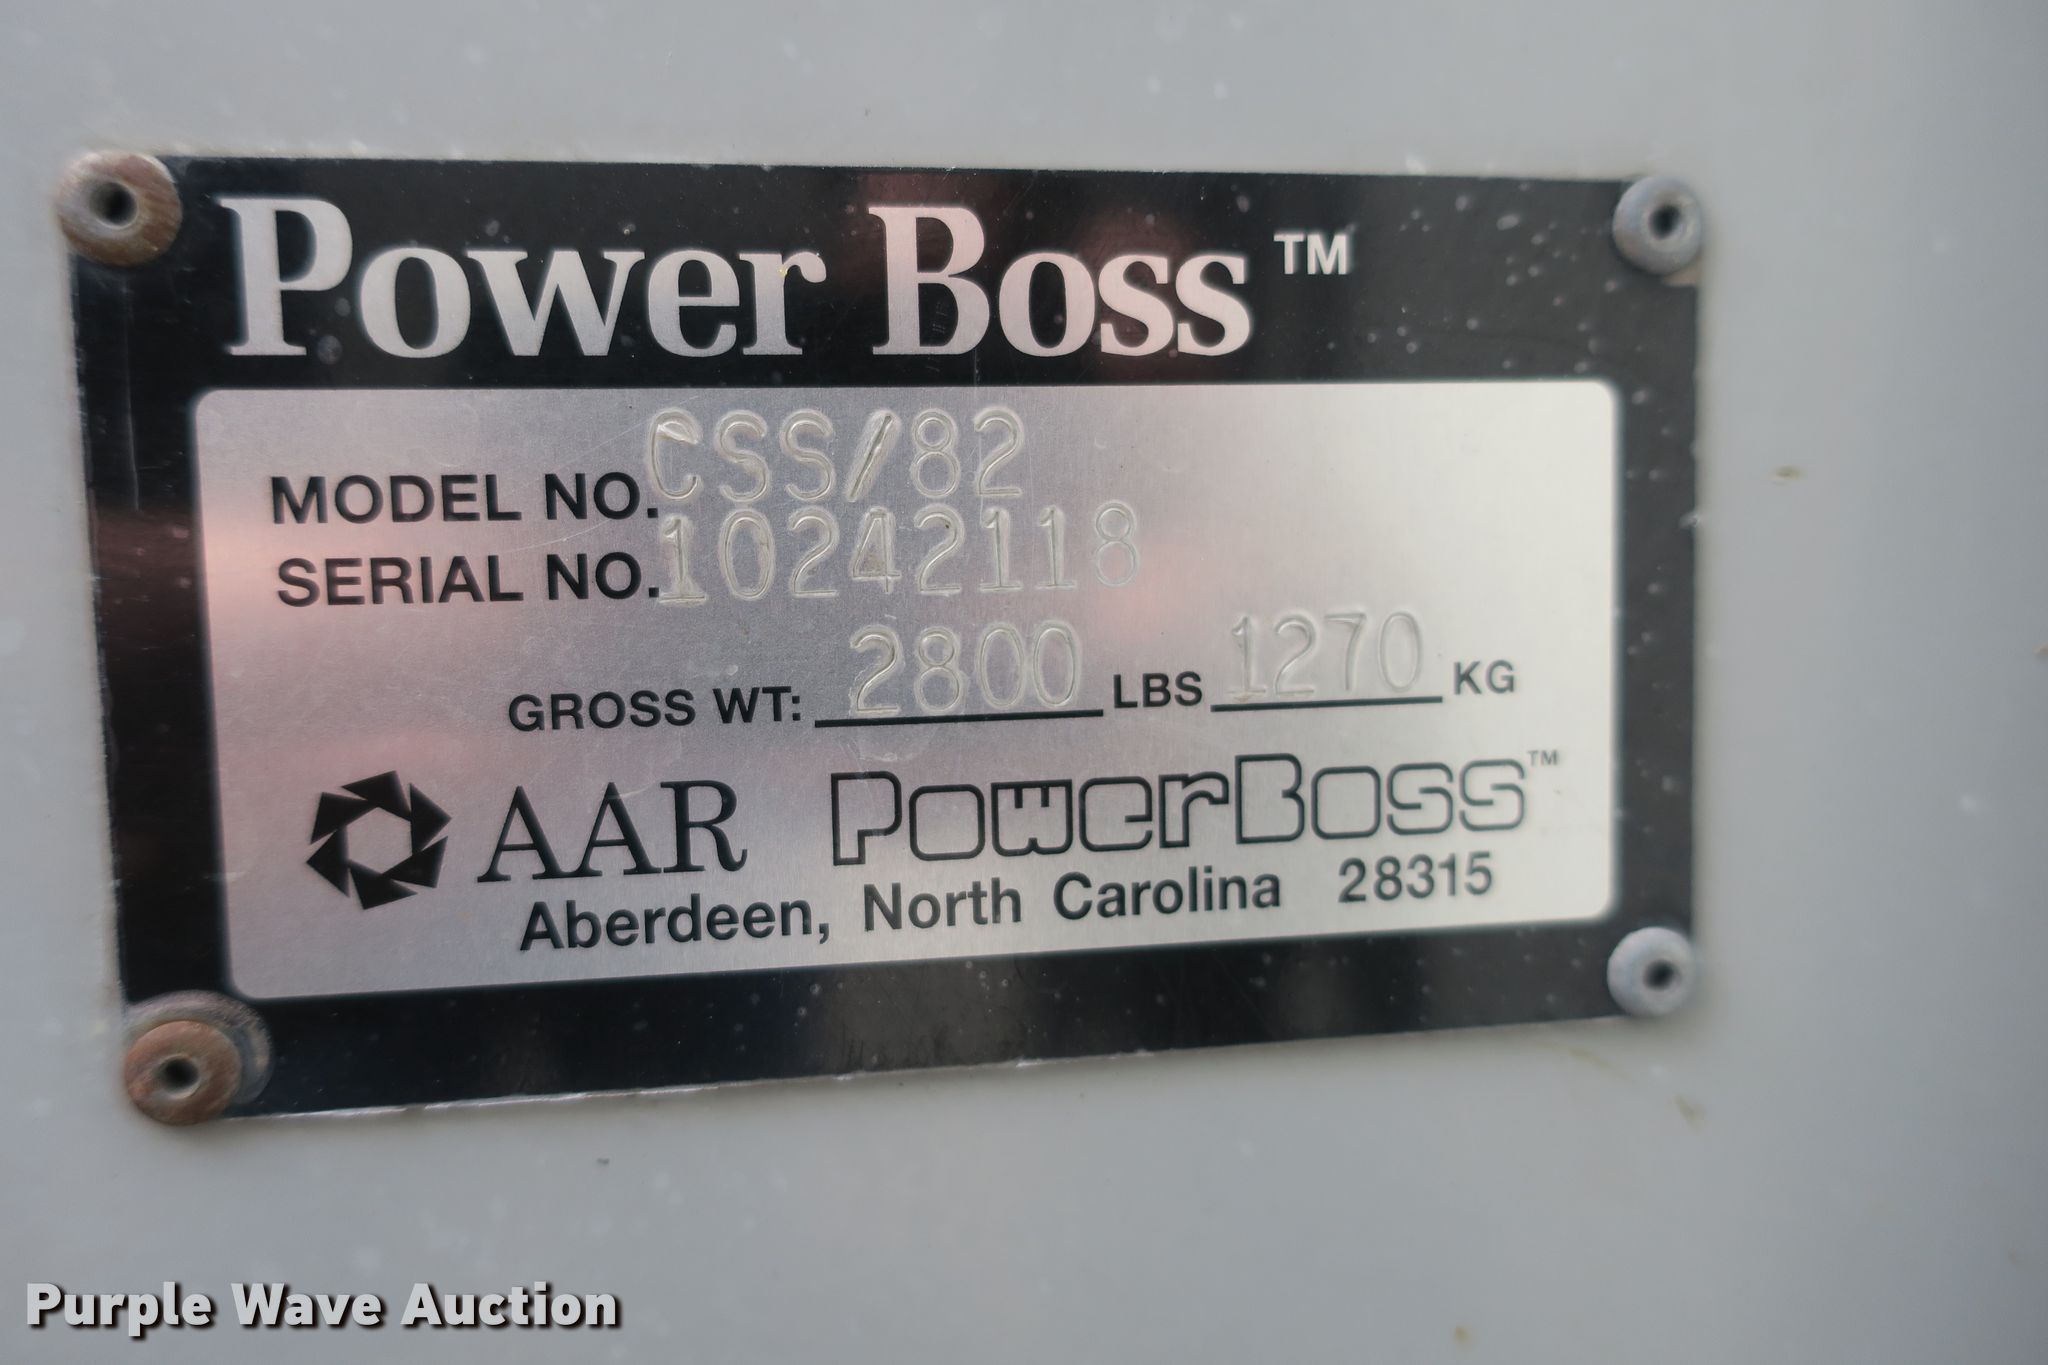 Power Boss™
MODEL NO. CSS/82
SERIAL NO. 10242118
GROSS WT: 2800 LBS 1270 KG
AAR PowerBoss™
Aberdeen, North Carolina 28315
Purple Wave Auction